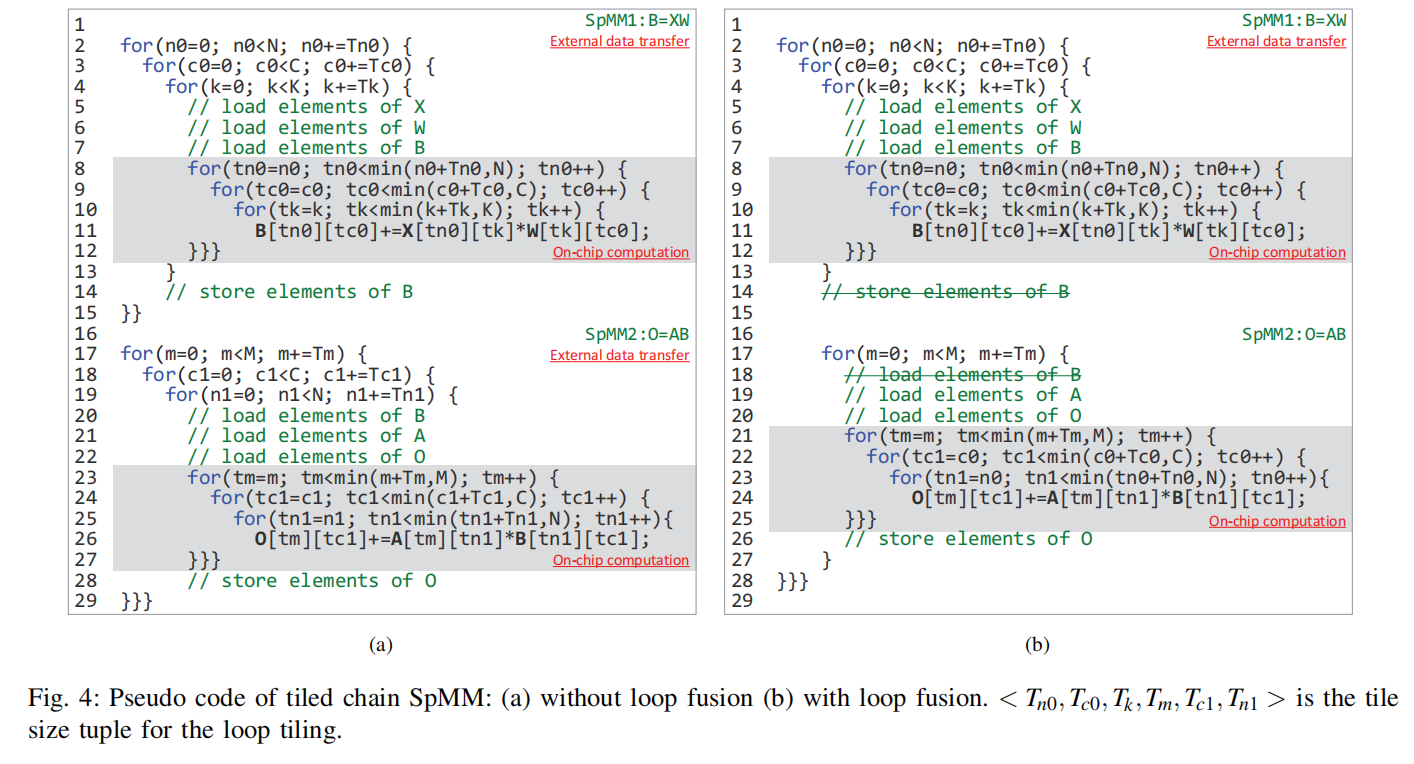 1 SpMM1:B=XW
2 for(n0=0; n0<N; n0+=Tn0) { External data transfer
3 for(c0=0; c0<C; c0+=Tc0) {
4 for(k=0; k<K; k+=Tk) {
5 // load elements of X
6 // load elements of W
7 // load elements of B
8 for(tn0=n0; tn0<min(n0+Tn0,N); tn0++) {
9 for(tc0=c0; tc0<min(c0+Tc0,C); tc0++) {
10 for(tk=k; tk<min(k+Tk,K); tk++) {
11 B[tn0][tc0]+=X[tn0][tk]*W[tk][tc0];
12 }}} On-chip computation
13 }
14 // store elements of B
15 }}
16 SpMM2:O=AB
17 for(m=0; m<M; m+=Tm) { External data transfer
18 for(c1=0; c1<C; c1+=Tc1) {
19 for(n1=0; n1<N; n1+=Tn1) {
20 // load elements of B
21 // load elements of A
22 // load elements of O
23 for(tm=m; tm<min(m+Tm,M); tm++) {
24 for(tc1=c1; tc1<min(c1+Tc1,C); tc1++) {
25 for(tn1=n1; tn1<min(tn1+Tn1,N); tn1++){
26 O[tm][tc1]+=A[tm][tn1]*B[tn1][tc1];
27 }}} On-chip computation
28 // store elements of O
29 }}}
(a)
1 SpMM1:B=XW
2 for(n0=0; n0<N; n0+=Tn0) { External data transfer
3 for(c0=0; c0<C; c0+=Tc0) {
4 for(k=0; k<K; k+=Tk) {
5 // load elements of X
6 // load elements of W
7 // load elements of B
8 for(tn0=n0; tn0<min(n0+Tn0,N); tn0++) {
9 for(tc0=c0; tc0<min(c0+Tc0,C); tc0++) {
10 for(tk=k; tk<min(k+Tk,K); tk++) {
11 B[tn0][tc0]+=X[tn0][tk]*W[tk][tc0];
12 }}} On-chip computation
13 }
14 // store elements of B
15
16 SpMM2:O=AB
17 for(m=0; m<M; m+=Tm) {
18 // load elements of B
19 // load elements of A
20 // load elements of O
21 for(tm=m; tm<min(m+Tm,M); tm++) {
22 for(tc1=c0; tc1<min(c0+Tc0,C); tc0++) {
23 for(tn1=n0; tn1<min(tn0+Tn0,N); tn0++){
24 O[tm][tc1]+=A[tm][tn1]*B[tn1][tc1];
25 }}} On-chip computation
26 // store elements of O
27 }
28 }}}
29
(b)
Fig. 4: Pseudo code of tiled chain SpMM: (a) without loop fusion (b) with loop fusion. < Tn0, Tc0, Tk, Tm, Tc1, Tn1 > is the tile
size tuple for the loop tiling.